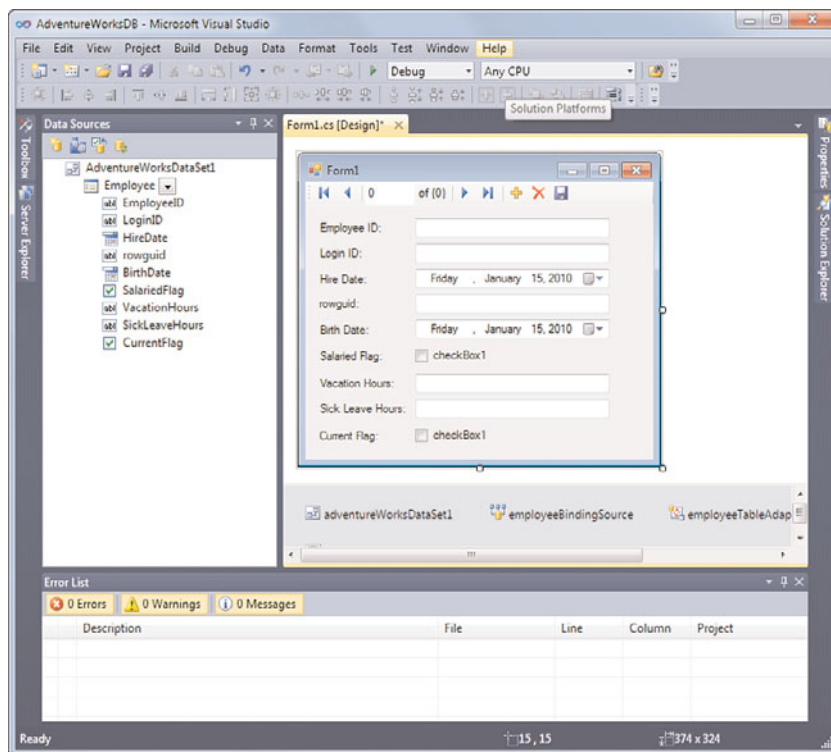 AdventureWorksDB - Microsoft Visual Studio
File Edit View Project Build Debug Data Format Tools Test Window Help
Debug Any CPU
Solution Platforms
Toolbox
Server Explorer
Data Sources
AdventureWorksDataSet1
Employee
abl EmployeeID
abl LoginID
HireDate
abl rowguid
BirthDate
SalariedFlag
abl VacationHours
abl SickLeaveHours
CurrentFlag
Form1.cs [Design]*
Form1
0 of (0)
Employee ID:
Login ID:
Hire Date: Friday , January 15, 2010
rowguid:
Birth Date: Friday , January 15, 2010
Salaried Flag: checkBox1
Vacation Hours:
Sick Leave Hours:
Current Flag: checkBox1
adventureWorksDataSet1 employeeBindingSource employeeTableAdap
Properties
Solution Explorer
Error List
0 Errors 0 Warnings 0 Messages
Description File Line Column Project
Ready 15 , 15 374 x 324